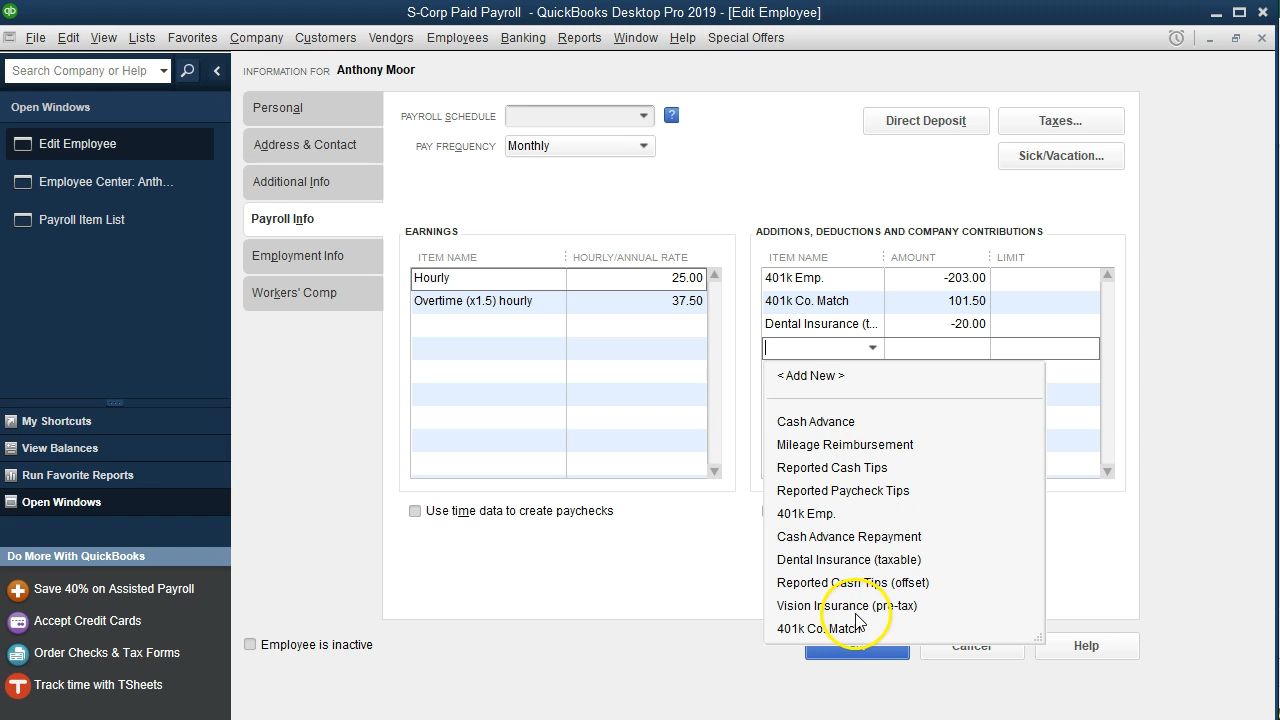 S-Corp Paid Payroll - QuickBooks Desktop Pro 2019 - [Edit Employee]
File Edit View Lists Favorites Company Customers Vendors Employees Banking Reports Window Help Special Offers
Search Company or Help
INFORMATION FOR Anthony Moor
Open Windows
Edit Employee
Employee Center: Anth...
Payroll Item List
My Shortcuts
View Balances
Run Favorite Reports
Open Windows
Do More With QuickBooks
Save 40% on Assisted Payroll
Accept Credit Cards
Order Checks & Tax Forms
Track time with TSheets
Personal
Address & Contact
Additional Info
Payroll Info
Employment Info
Workers' Comp
PAYROLL SCHEDULE ?
PAY FREQUENCY Monthly
Direct Deposit Taxes...
Sick/Vacation...
EARNINGS
ITEM NAME HOURLY/ANNUAL RATE
Hourly 25.00
Overtime (x1.5) hourly 37.50
Use time data to create paychecks
ADDITIONS, DEDUCTIONS AND COMPANY CONTRIBUTIONS
ITEM NAME AMOUNT LIMIT
401k Emp. -203.00
401k Co. Match 101.50
Dental Insurance (t... -20.00
< Add New >
Cash Advance
Mileage Reimbursement
Reported Cash Tips
Reported Paycheck Tips
401k Emp.
Cash Advance Repayment
Dental Insurance (taxable)
Reported Cash Tips (offset)
Vision Insurance (pre-tax)
401k Co. Match
Employee is inactive
Cancel Help